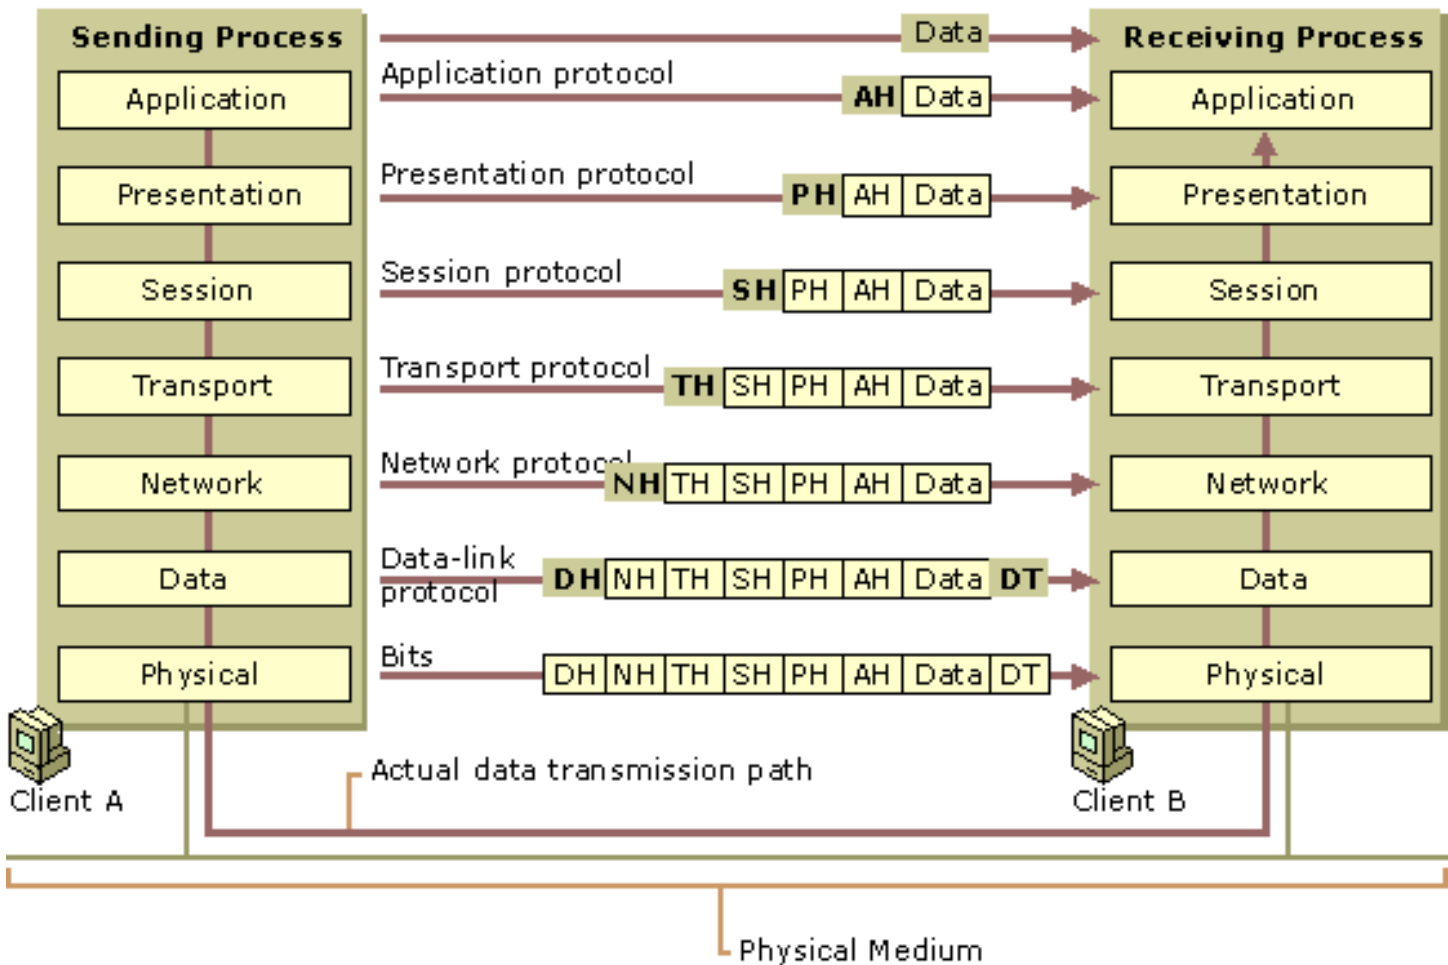 Sending Process
Data
Receiving Process
Application protocol
Application
AH Data
Application
Presentation protocol
Presentation
PH AH Data
Presentation
Session protocol
Session
SH PH AH Data
Session
Transport protocol
Transport
TH SH PH AH Data
Transport
Network protocol
Network
NH TH SH PH AH Data
Network
Data-link
protocol
Data
DH NH TH SH PH AH Data DT
Data
Bits
Physical
DH NH TH SH PH AH Data DT
Physical
Actual data transmission path
Client A
Client B
Physical Medium